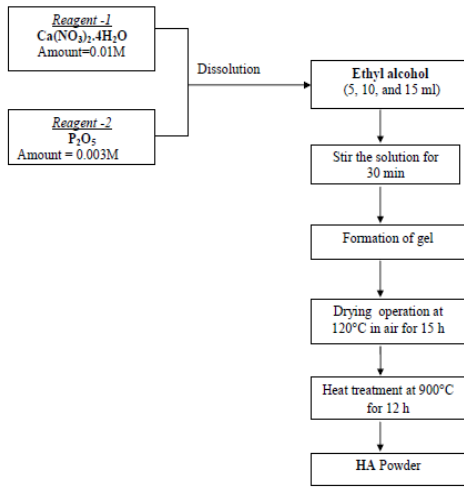 Reagent -1
Ca(NO₃)₂.4H₂O
Amount=0.01M
Dissolution
Ethyl alcohol
(5, 10, and 15 ml)
Reagent -2
P₂O₅
Amount = 0.003M
Stir the solution for
30 min
Formation of gel
Drying operation at
120°C in air for 15 h
Heat treatment at 900°C
for 12 h
HA Powder